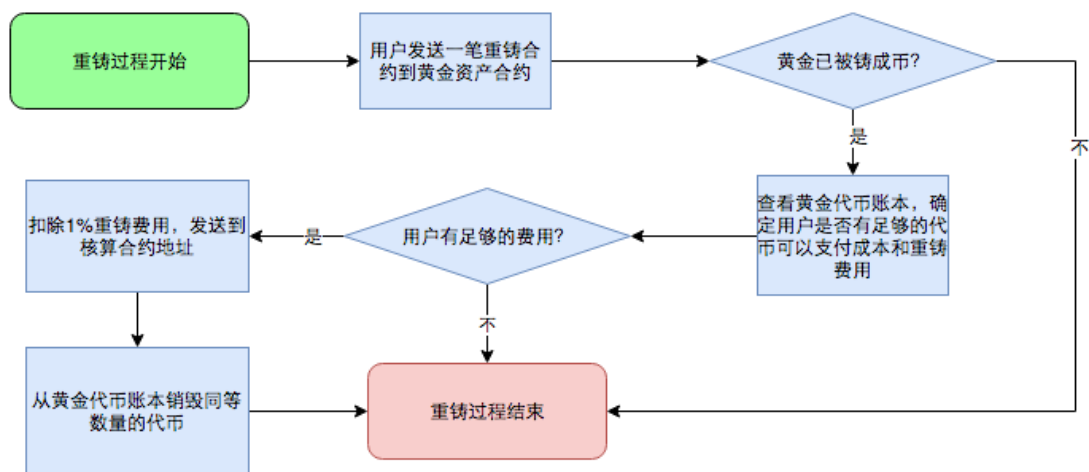 重铸过程开始
用户发送一笔重铸合
约到黄金资产合约
黄金已被铸成币?
是
不
查看黄金代币账本，确
定用户是否有足够的代
币可以支付成本和重铸
费用
用户有足够的费用?
是
扣除1%重铸费用，发送到
核算合约地址
不
从黄金代币账本销毁同等
数量的代币
重铸过程结束